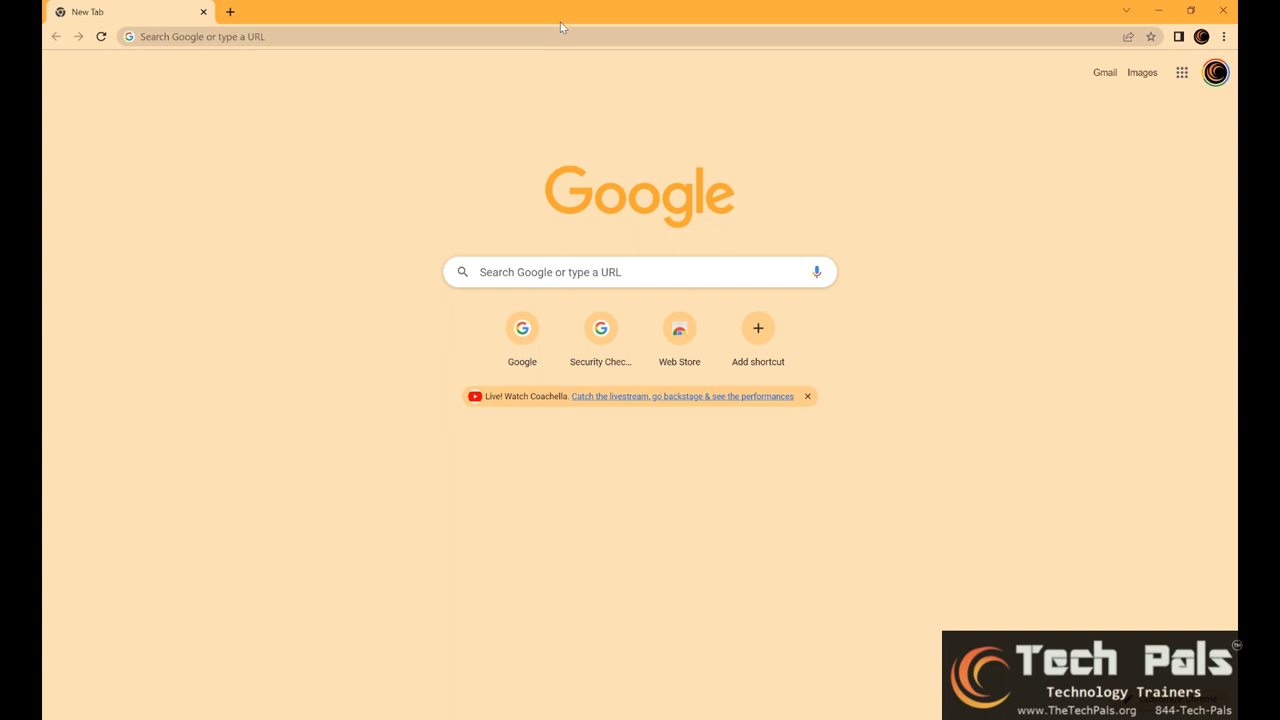 New Tab
Search Google or type a URL
Gmail Images
Google
Search Google or type a URL
Google Security Chec... Web Store Add shortcut
Live! Watch Coachella. Catch the livestream, go backstage & see the performances
Tech Pals™
Technology Trainers
www.TheTechPals.org 844-Tech-Pals